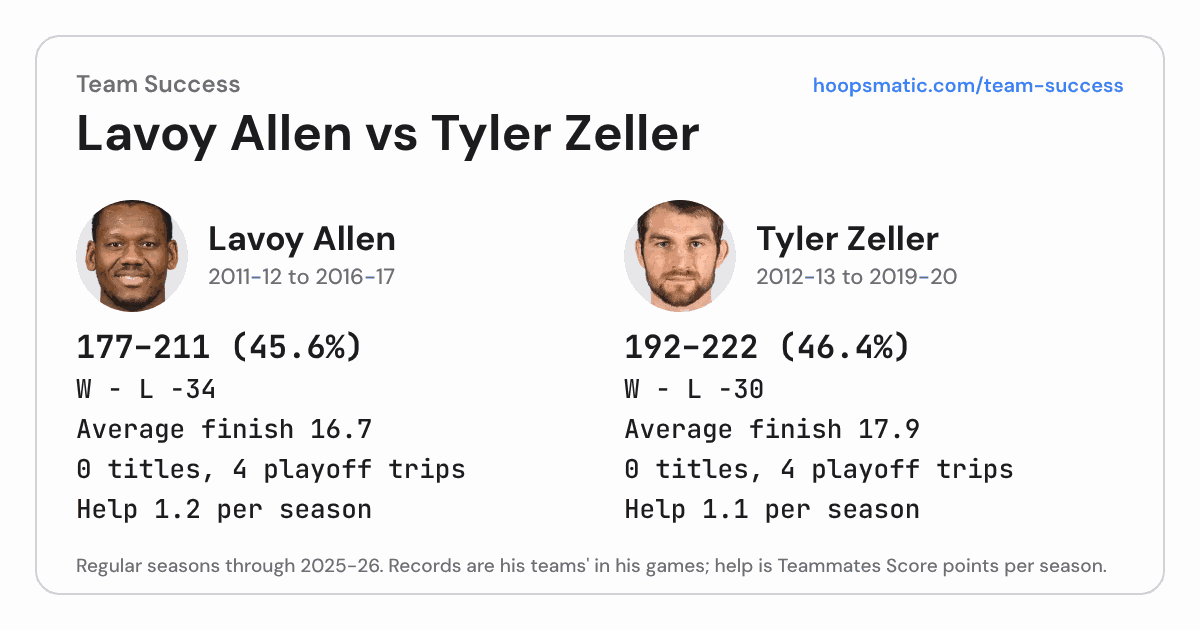 Team Success
hoopsmatic.com/team-success
Lavoy Allen vs Tyler Zeller
Lavoy Allen
2011-12 to 2016-17
177-211 (45.6%)
W - L -34
Average finish 16.7
0 titles, 4 playoff trips
Help 1.2 per season
Tyler Zeller
2012-13 to 2019-20
192-222 (46.4%)
W - L -30
Average finish 17.9
0 titles, 4 playoff trips
Help 1.1 per season
Regular seasons through 2025-26. Records are his teams' in his games; help is Teammates Score points per season.